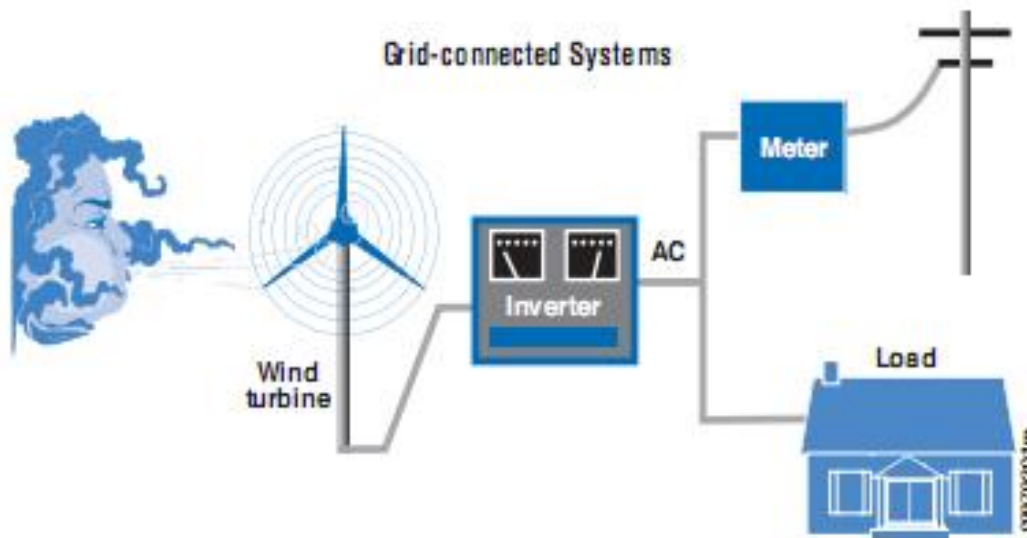 Grid-connected Systems
Meter
AC
Inverter
Wind
turbine
Load